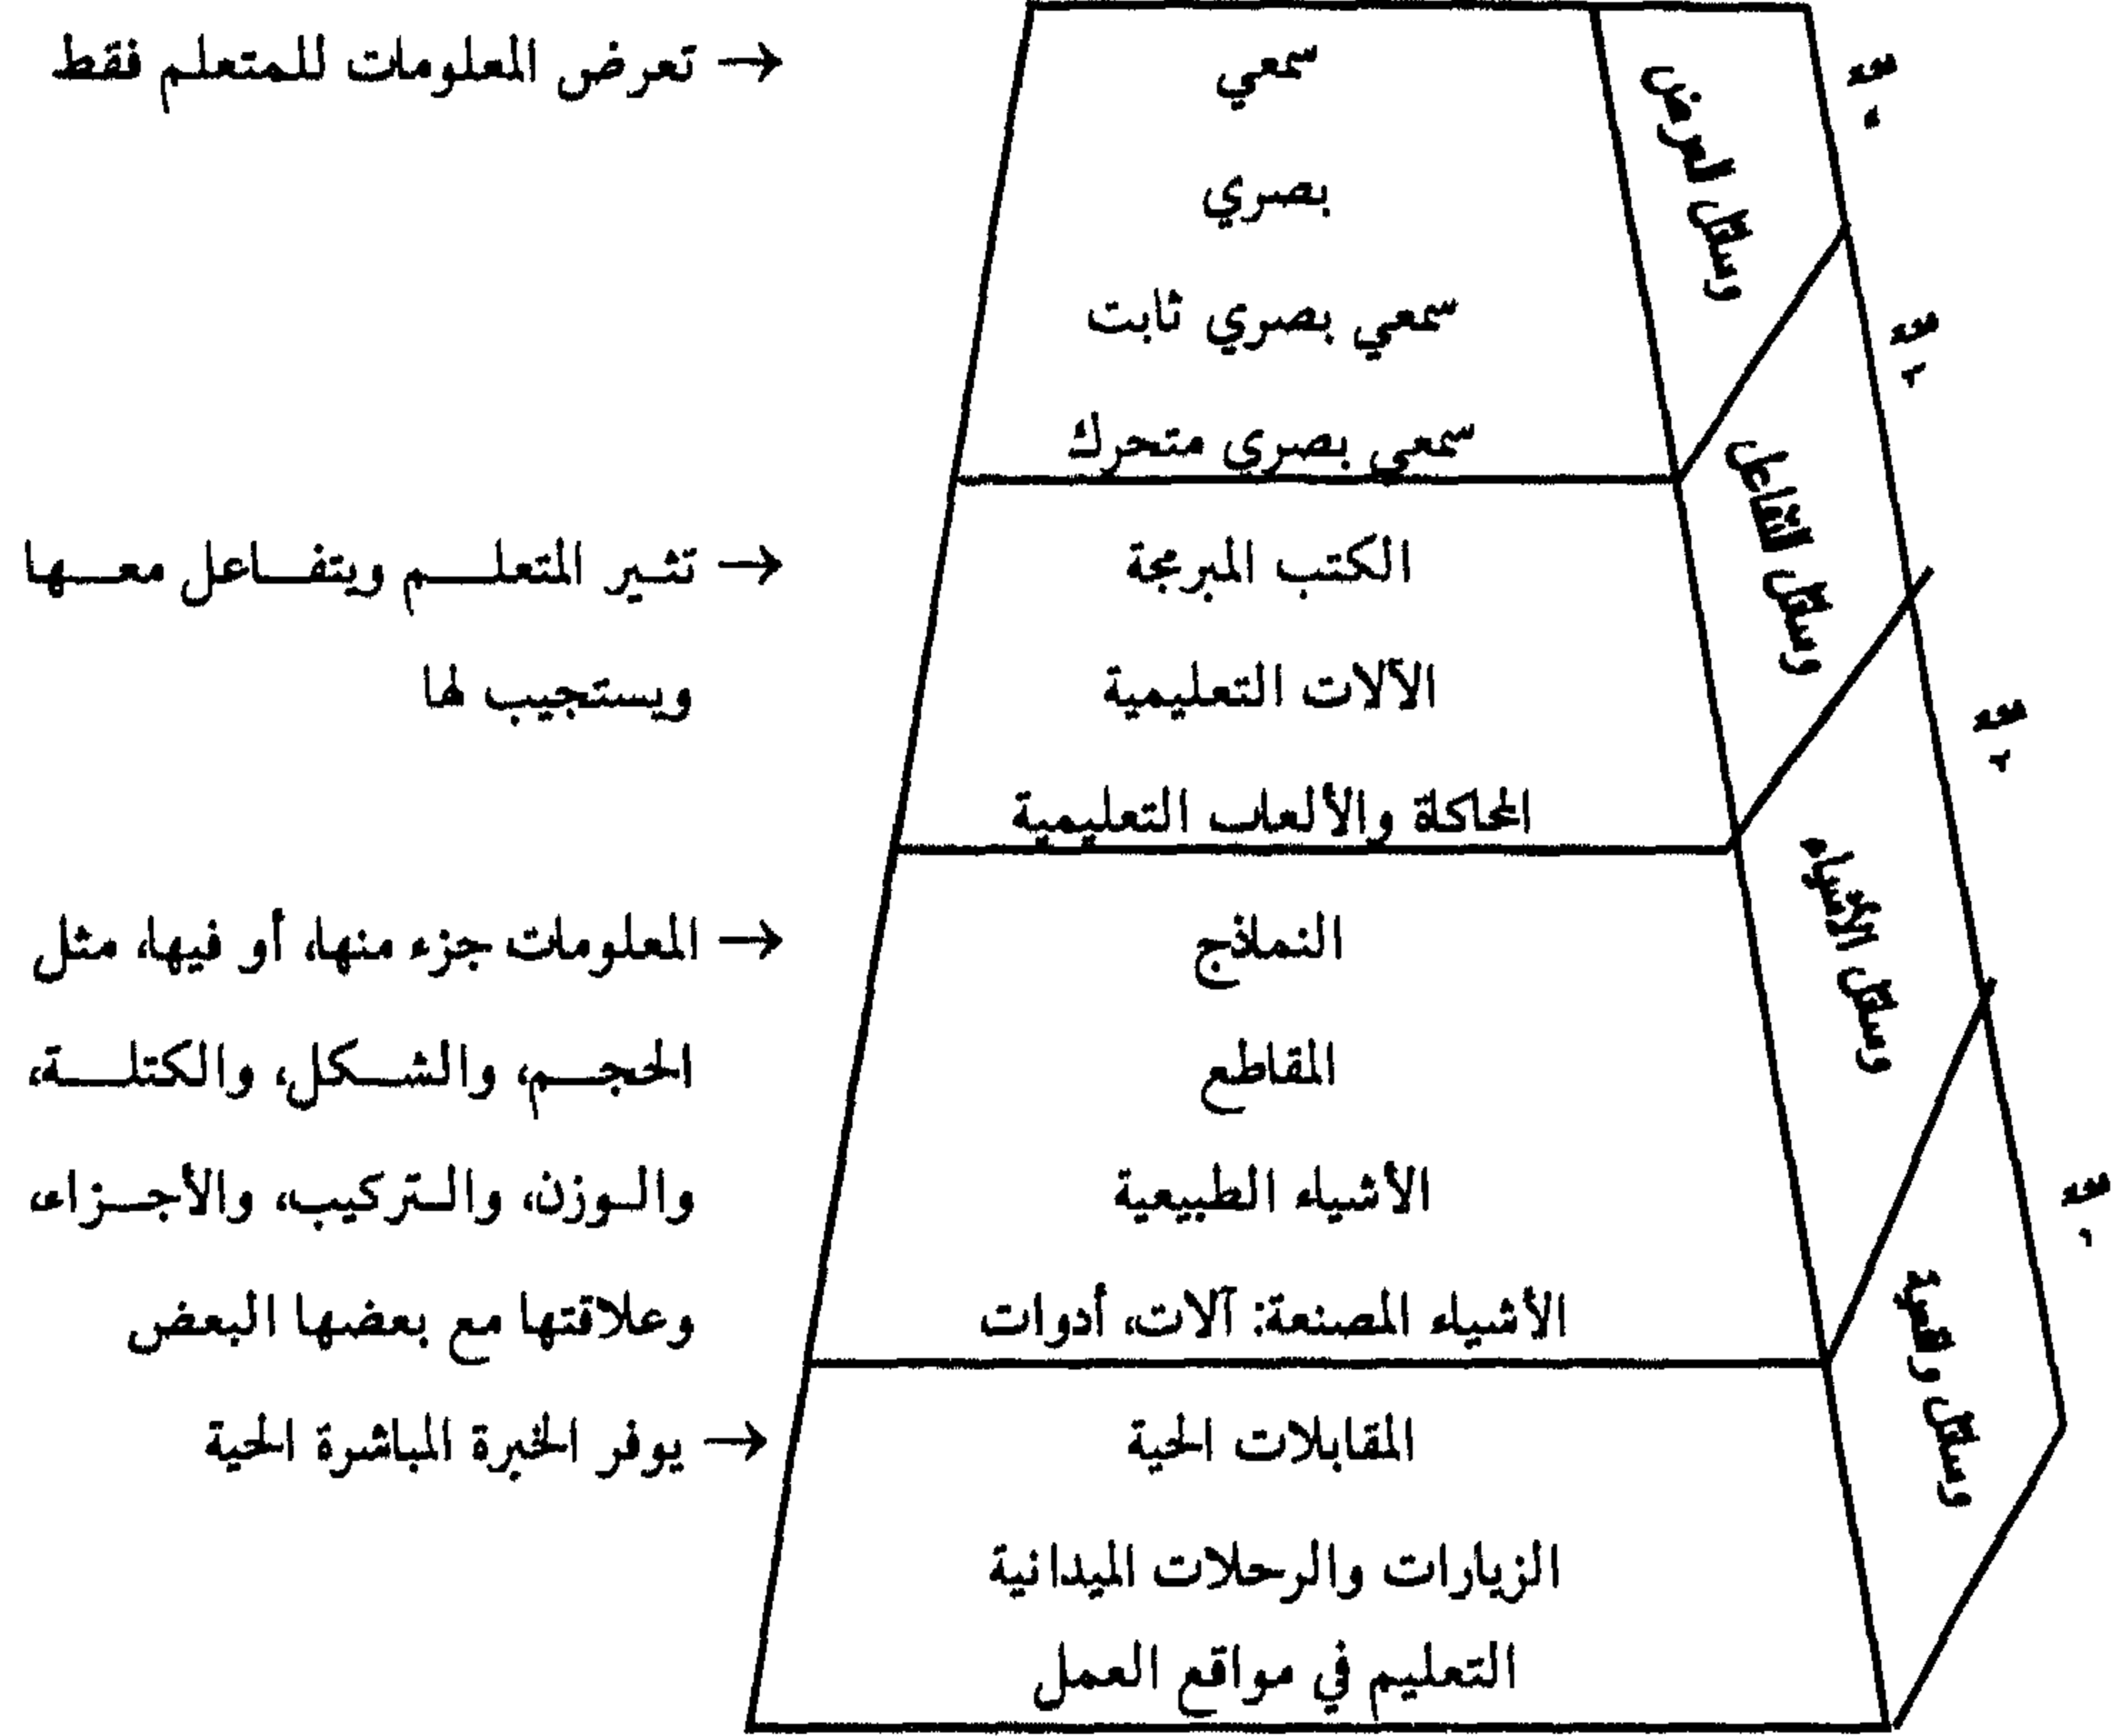 سمعي
بصري
سمعي بصري ثابت
سمعي بصري متحرك
الكتب المبرمجة
الآلات التعليمية
المحاكاة والألعاب التعليمية
النماذج
المقاطع
الأشياء الطبيعية
الأشياء المصنعة: آلات، أدوات
المقابلات الحية
الزيارات والرحلات الميدانية
التعليم في مواقع العمل
وسائل العرض
وسائل التفاعل
وسائل
وسائل
→ تعرض المعلومات للمتعلم فقط
→ تثير المتعلم ويتفاعل معها
ويستجيب لها
→ المعلومات جزء منها، أو فيها، مثل
الحجم، والشكل، والكتلة،
والوزن، والتركيب، والأجزاء،
وعلاقتها مع بعضها البعض
→ يوفر الخبرة المباشرة الحية